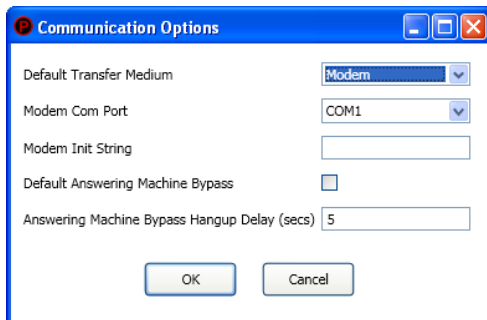 Communication Options
Default Transfer Medium Modem
Modem Com Port COM1
Modem Init String
Default Answering Machine Bypass
Answering Machine Bypass Hangup Delay (secs) 5
OK Cancel